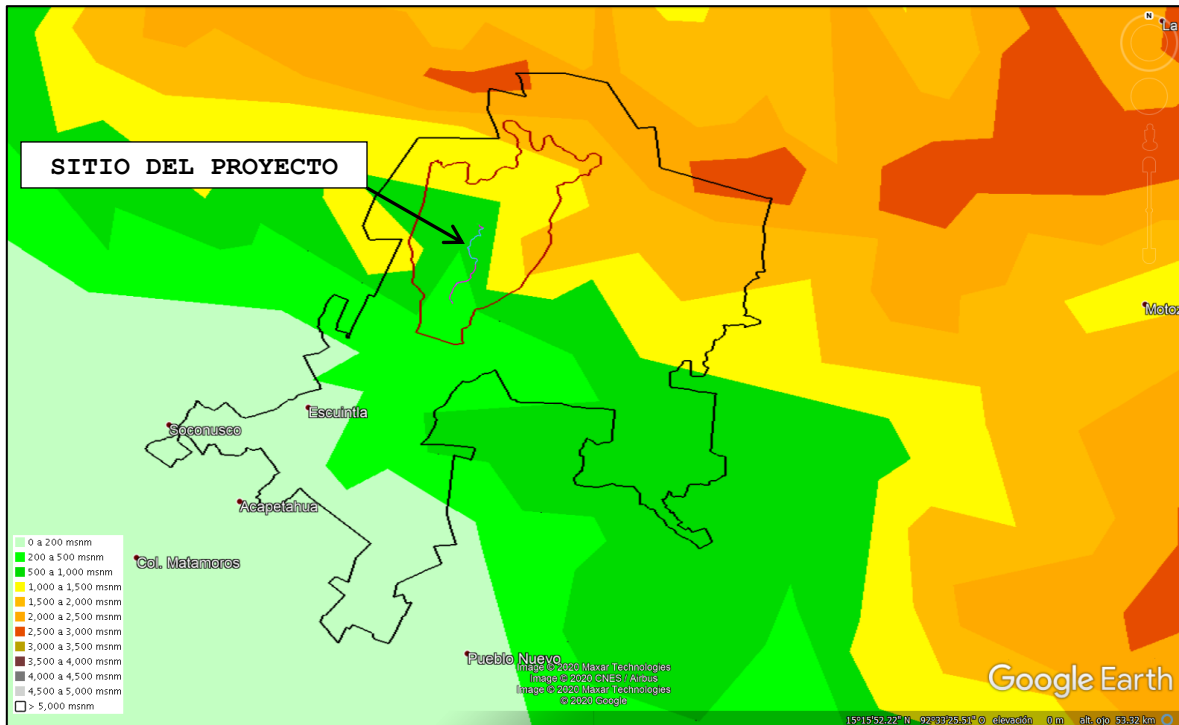 N
La
SITIO DEL PROYECTO
Motoz
Escuintla
Soconusco
Acapetahua
Col. Matamoros
Pueblo Nuevo
0 a 200 msnm
200 a 500 msnm
500 a 1,000 msnm
1,000 a 1,500 msnm
1,500 a 2,000 msnm
2,000 a 2,500 msnm
2,500 a 3,000 msnm
3,000 a 3,500 msnm
3,500 a 4,000 msnm
4,000 a 4,500 msnm
4,500 a 5,000 msnm
> 5,000 msnm
Image © 2020 Maxar Technologies
Image © 2020 CNES / Airbus
Image © 2020 Maxar Technologies
© 2020 Google
Google Earth
15°15'52.22" N 92°33'25.51" O elevación 0 m alt. ojo 53.32 km